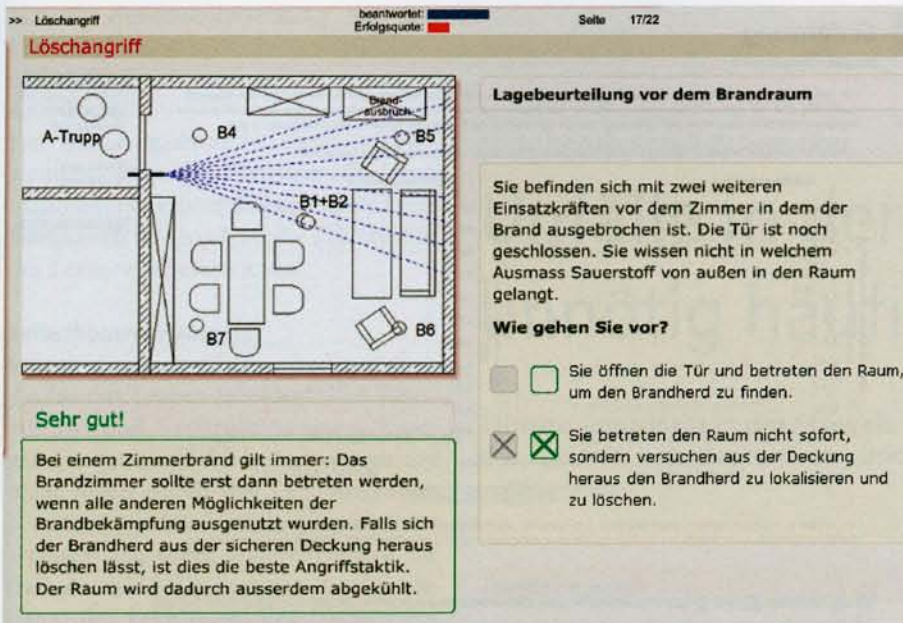 >> Löschangriff
beantwortet:
Erfolgsquote:
Seite 17/22
Löschangriff
A-Trupp
B4
Brand-
ausbruch
B5
B1+B2
B7
B6
Lagebeurteilung vor dem Brandraum
Sie befinden sich mit zwei weiteren
Einsatzkräften vor dem Zimmer in dem der
Brand ausgebrochen ist. Die Tür ist noch
geschlossen. Sie wissen nicht in welchem
Ausmass Sauerstoff von außen in den Raum
gelangt.
Wie gehen Sie vor?
Sie öffnen die Tür und betreten den Raum,
um den Brandherd zu finden.
Sie betreten den Raum nicht sofort,
sondern versuchen aus der Deckung
heraus den Brandherd zu lokalisieren und
zu löschen.
Sehr gut!
Bei einem Zimmerbrand gilt immer: Das
Brandzimmer sollte erst dann betreten werden,
wenn alle anderen Möglichkeiten der
Brandbekämpfung ausgenutzt wurden. Falls sich
der Brandherd aus der sicheren Deckung heraus
löschen lässt, ist dies die beste Angriffstaktik.
Der Raum wird dadurch ausserdem abgekühlt.